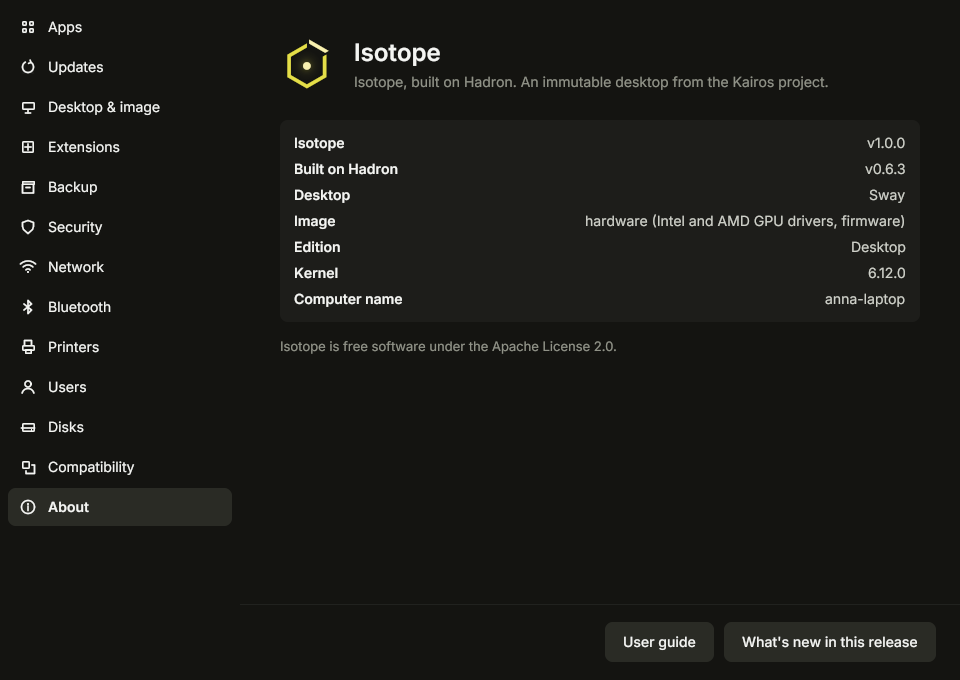 Apps
Updates
Desktop & image
Extensions
Backup
Security
Network
Bluetooth
Printers
Users
Disks
Compatibility
About
Isotope
Isotope, built on Hadron. An immutable desktop from the Kairos project.
Isotope v1.0.0
Built on Hadron v0.6.3
Desktop Sway
Image hardware (Intel and AMD GPU drivers, firmware)
Edition Desktop
Kernel 6.12.0
Computer name anna-laptop
Isotope is free software under the Apache License 2.0.
User guide
What's new in this release